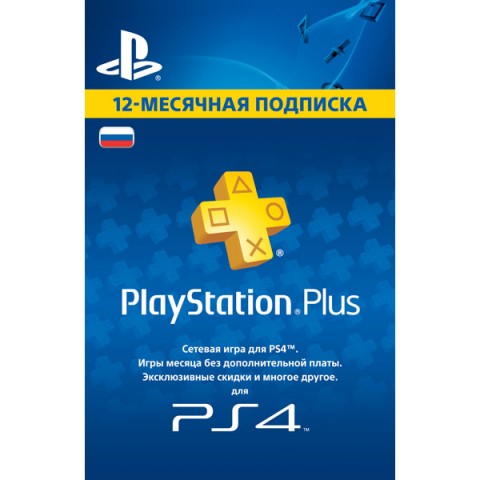 12-МЕСЯЧНАЯ ПОДПИСКА
PlayStation®Plus
Сетевая игра для PS4™.
Игры месяца без дополнительной платы.
Эксклюзивные скидки и многое другое.
для
PS4™